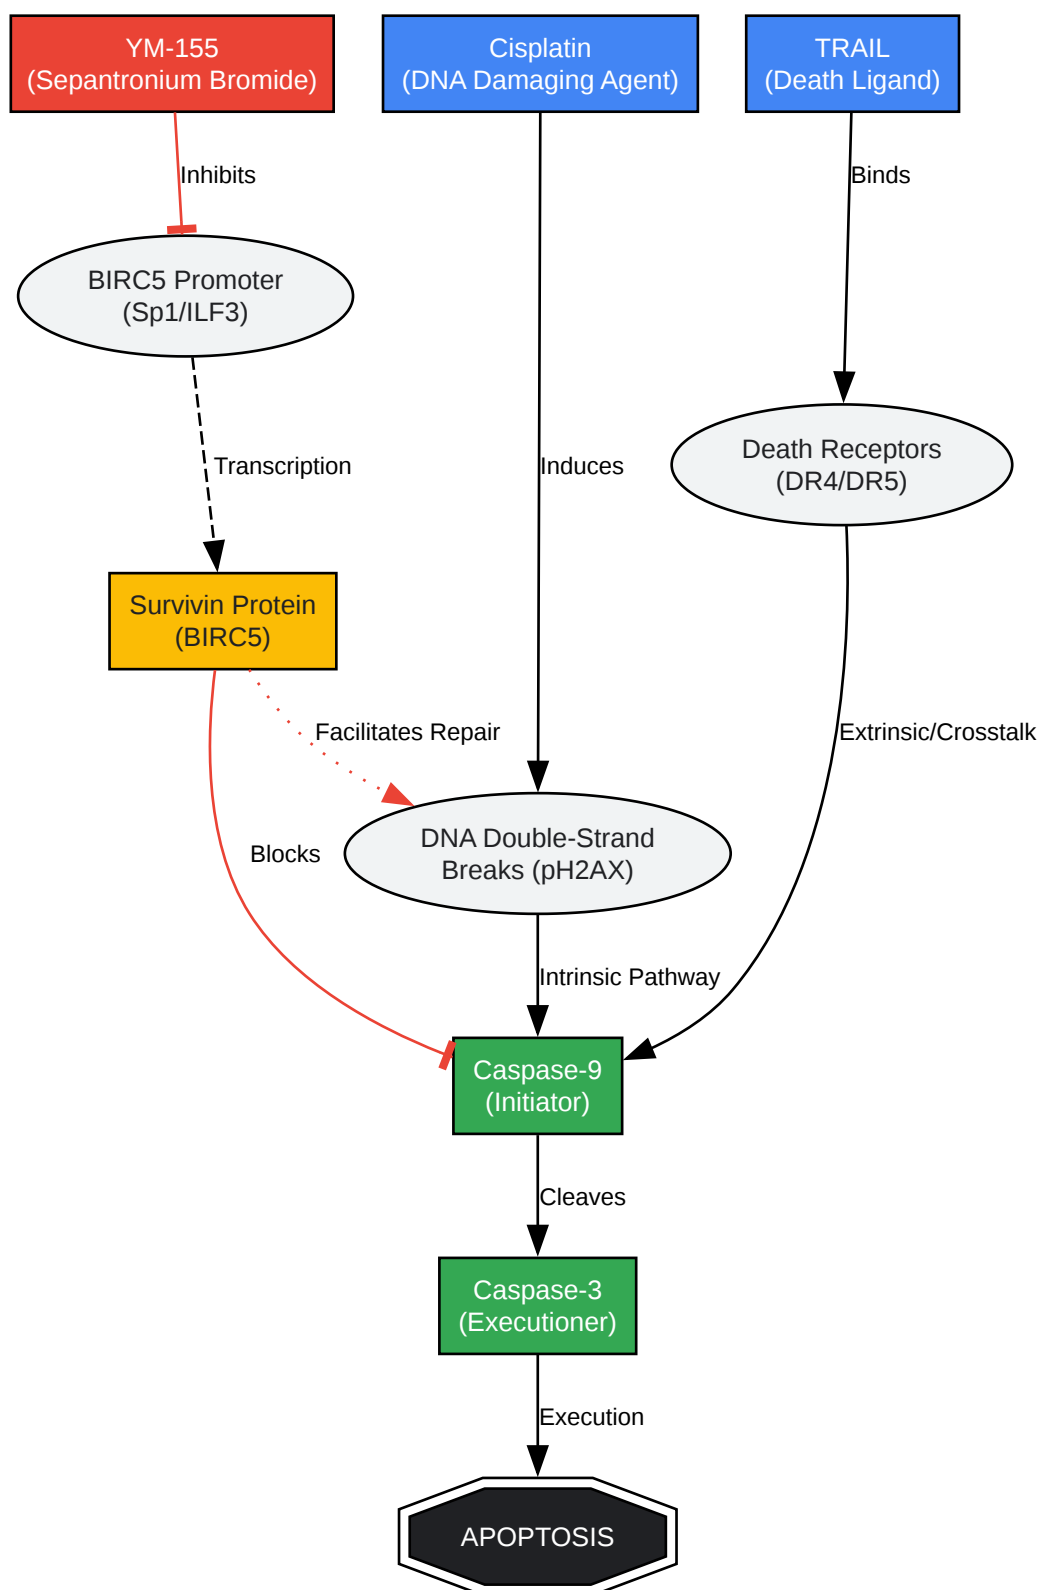 YM-155
(Sepantronium Bromide)
Cisplatin
(DNA Damaging Agent)
TRAIL
(Death Ligand)
Inhibits
Binds
BIRC5 Promoter
(Sp1/ILF3)
Transcription
Induces
Death Receptors
(DR4/DR5)
Survivin Protein
(BIRC5)
Facilitates Repair
Extrinsic/Crosstalk
Blocks
DNA Double-Strand
Breaks (pH2AX)
Intrinsic Pathway
Caspase-9
(Initiator)
Cleaves
Caspase-3
(Executioner)
Execution
APOPTOSIS